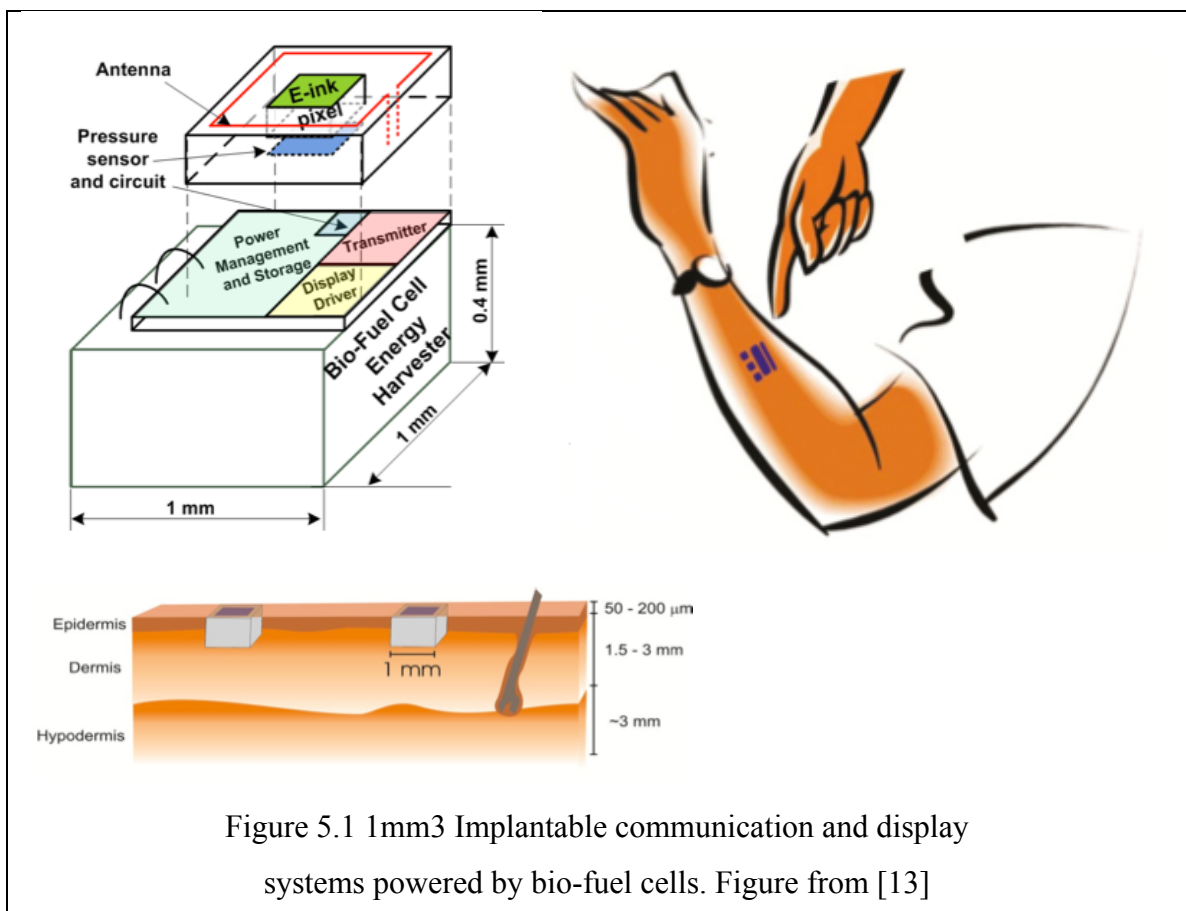 Antenna
E-ink
pixel
Pressure
sensor
and circuit
Power
Management
and Storage
Transmitter
Display
Driver
Bio-Fuel Cell
Energy
Harvester
0.4 mm
1 mm
1 mm
Epidermis
Dermis
Hypodermis
1 mm
50 - 200 μm
1.5 - 3 mm
~3 mm
Figure 5.1 1mm3 Implantable communication and display
systems powered by bio-fuel cells. Figure from [13]